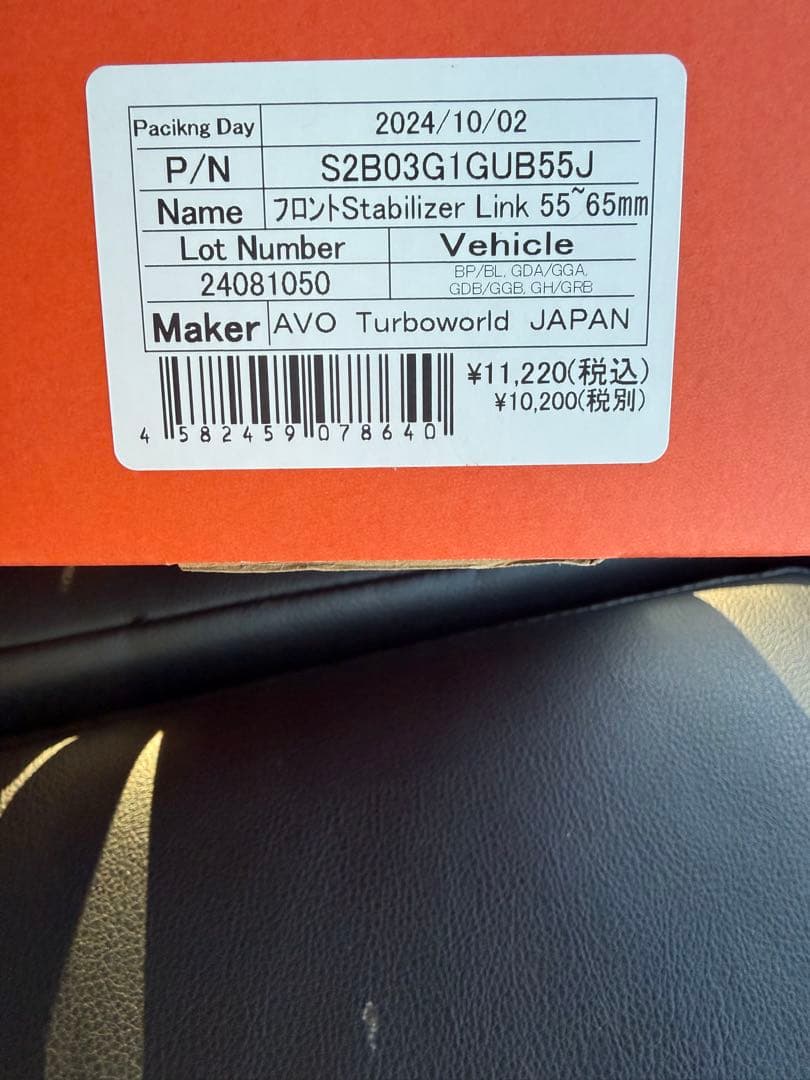 Pacikng Day 2024/10/02
P/N S2B03G1GUB55J
Name フロントStabilizer Link 55~65mm
Lot Number Vehicle
24081050 BP/BL, GDA/GGA,
GDB/GGB, GH/GRB
Maker AVO Turboworld JAPAN
¥11,220(税込)
¥10,200(税別)
4 582459 078640